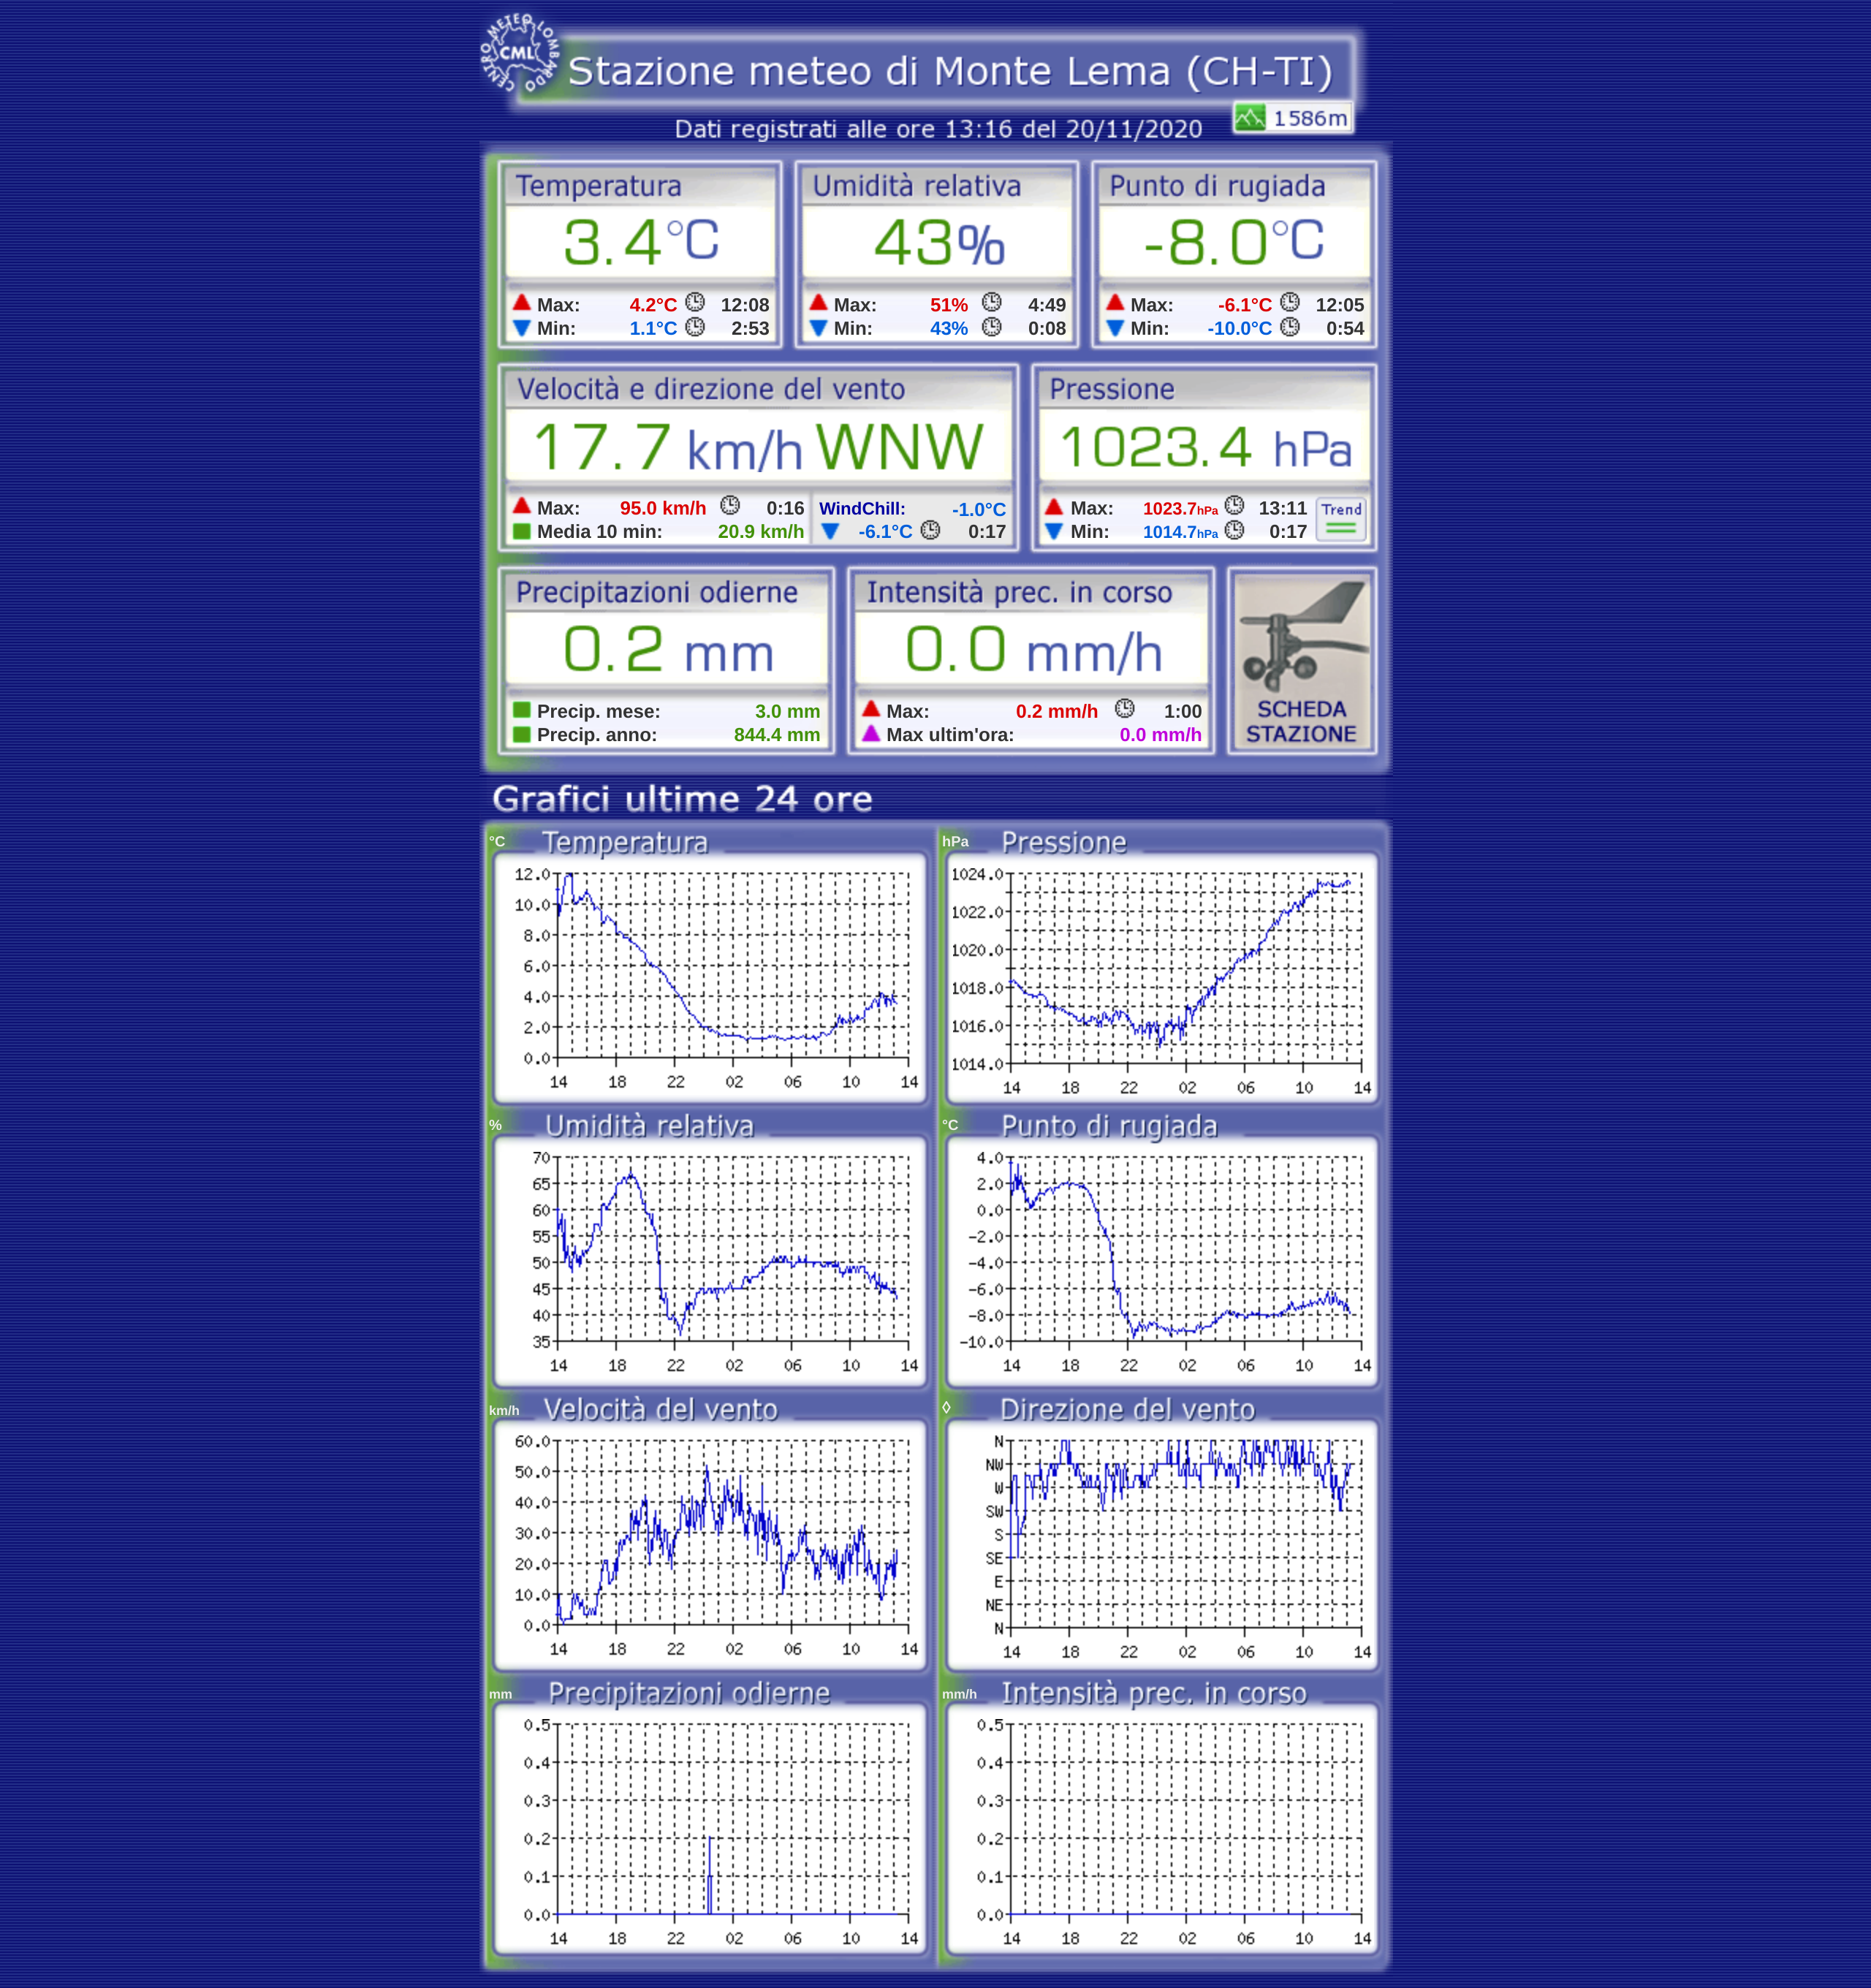 CENTRO METEO LOMBARDO
CML
Stazione meteo di Monte Lema (CH-TI)
1586m
Dati registrati alle ore 13:16 del 20/11/2020
Temperatura
3.4°C
Max: 4.2°C 12:08
Min: 1.1°C 2:53
Umidità relativa
43%
Max: 51% 4:49
Min: 43% 0:08
Punto di rugiada
-8.0°C
Max: -6.1°C 12:05
Min: -10.0°C 0:54
Velocità e direzione del vento
17.7 km/h WNW
Max: 95.0 km/h 0:16
Media 10 min: 20.9 km/h
WindChill: -1.0°C
-6.1°C 0:17
Pressione
1023.4 hPa
Max: 1023.7hPa 13:11
Min: 1014.7hPa 0:17
Trend
Precipitazioni odierne
0.2 mm
Precip. mese: 3.0 mm
Precip. anno: 844.4 mm
Intensità prec. in corso
0.0 mm/h
Max: 0.2 mm/h 1:00
Max ultim'ora: 0.0 mm/h
SCHEDA
STAZIONE
Grafici ultime 24 ore
°C Temperatura
12.0
10.0
8.0
6.0
4.0
2.0
0.0
14 18 22 02 06 10 14
hPa Pressione
1024.0
1022.0
1020.0
1018.0
1016.0
1014.0
14 18 22 02 06 10 14
% Umidità relativa
70
65
60
55
50
45
40
35
14 18 22 02 06 10 14
°C Punto di rugiada
4.0
2.0
0.0
-2.0
-4.0
-6.0
-8.0
-10.0
14 18 22 02 06 10 14
km/h Velocità del vento
60.0
50.0
40.0
30.0
20.0
10.0
0.0
14 18 22 02 06 10 14
◊ Direzione del vento
N
NW
W
SW
S
SE
E
NE
N
14 18 22 02 06 10 14
mm Precipitazioni odierne
0.5
0.4
0.3
0.2
0.1
0.0
14 18 22 02 06 10 14
mm/h Intensità prec. in corso
0.5
0.4
0.3
0.2
0.1
0.0
14 18 22 02 06 10 14